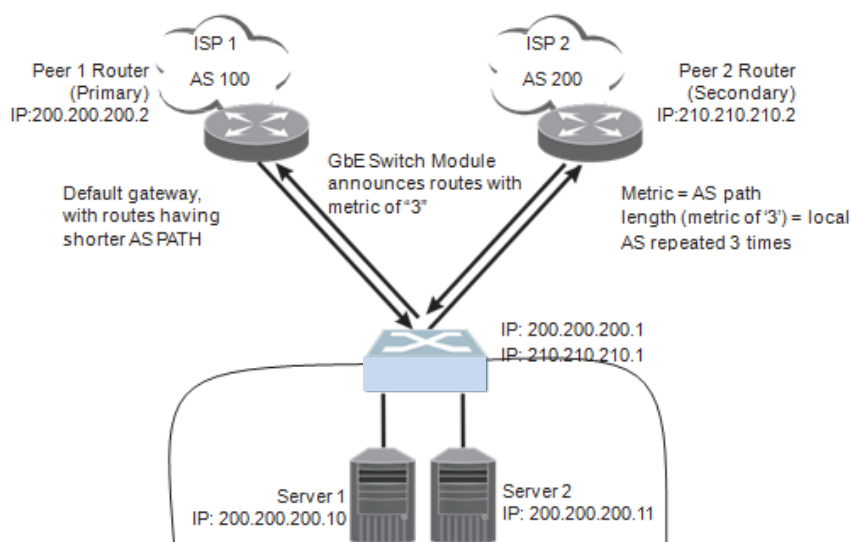 ISP 1
AS 100
Peer 1 Router
(Primary)
IP:200.200.200.2
ISP 2
AS 200
Peer 2 Router
(Secondary)
IP:210.210.210.2
GbE Switch Module
announces routes with
metric of “3”
Default gateway,
with routes having
shorter AS PATH
Metric = AS path
length (metric of ‘3’) = local
AS repeated 3 times
IP: 200.200.200.1
IP: 210.210.210.1
Server 1
IP: 200.200.200.10
Server 2
IP: 200.200.200.11